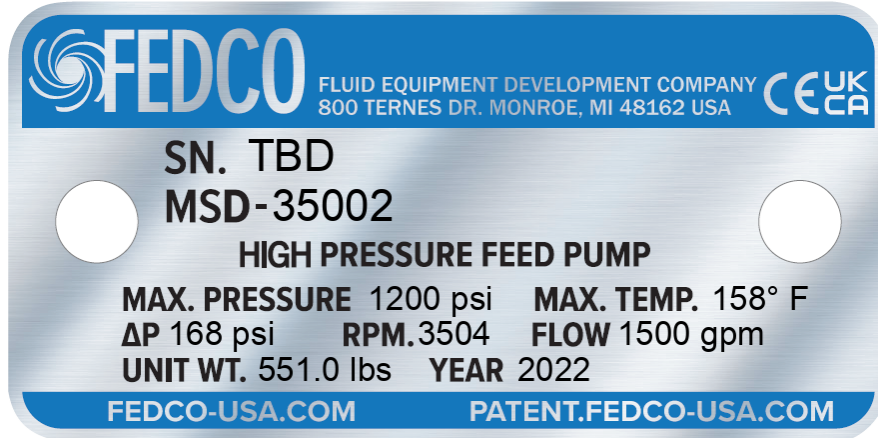 FEDCO
FLUID EQUIPMENT DEVELOPMENT COMPANY
800 TERNES DR. MONROE, MI 48162 USA
CE UK CA
SN. TBD
MSD-35002
HIGH PRESSURE FEED PUMP
MAX. PRESSURE 1200 psi MAX. TEMP. 158° F
ΔP 168 psi RPM. 3504 FLOW 1500 gpm
UNIT WT. 551.0 lbs YEAR 2022
FEDCO-USA.COM PATENT.FEDCO-USA.COM